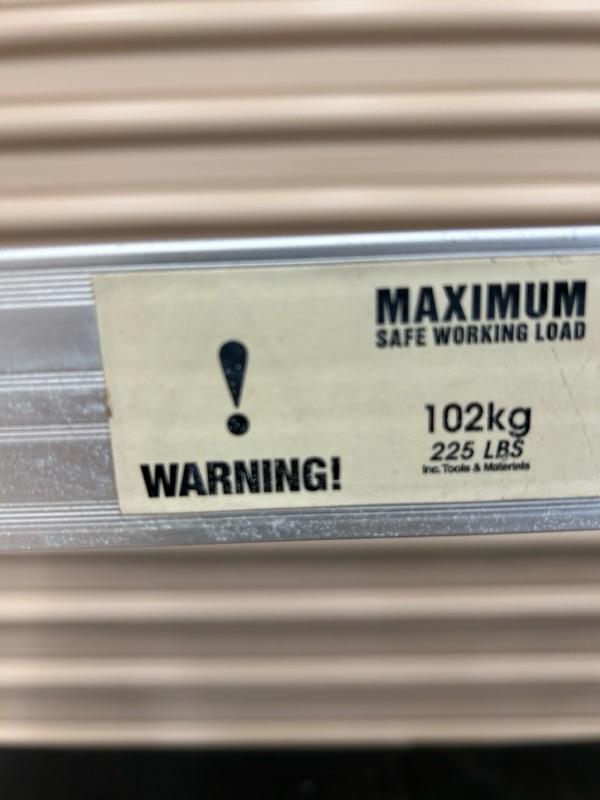 MAXIMUM
SAFE WORKING LOAD
!
WARNING!
102kg
225 LBS
Inc. Tools & Materials